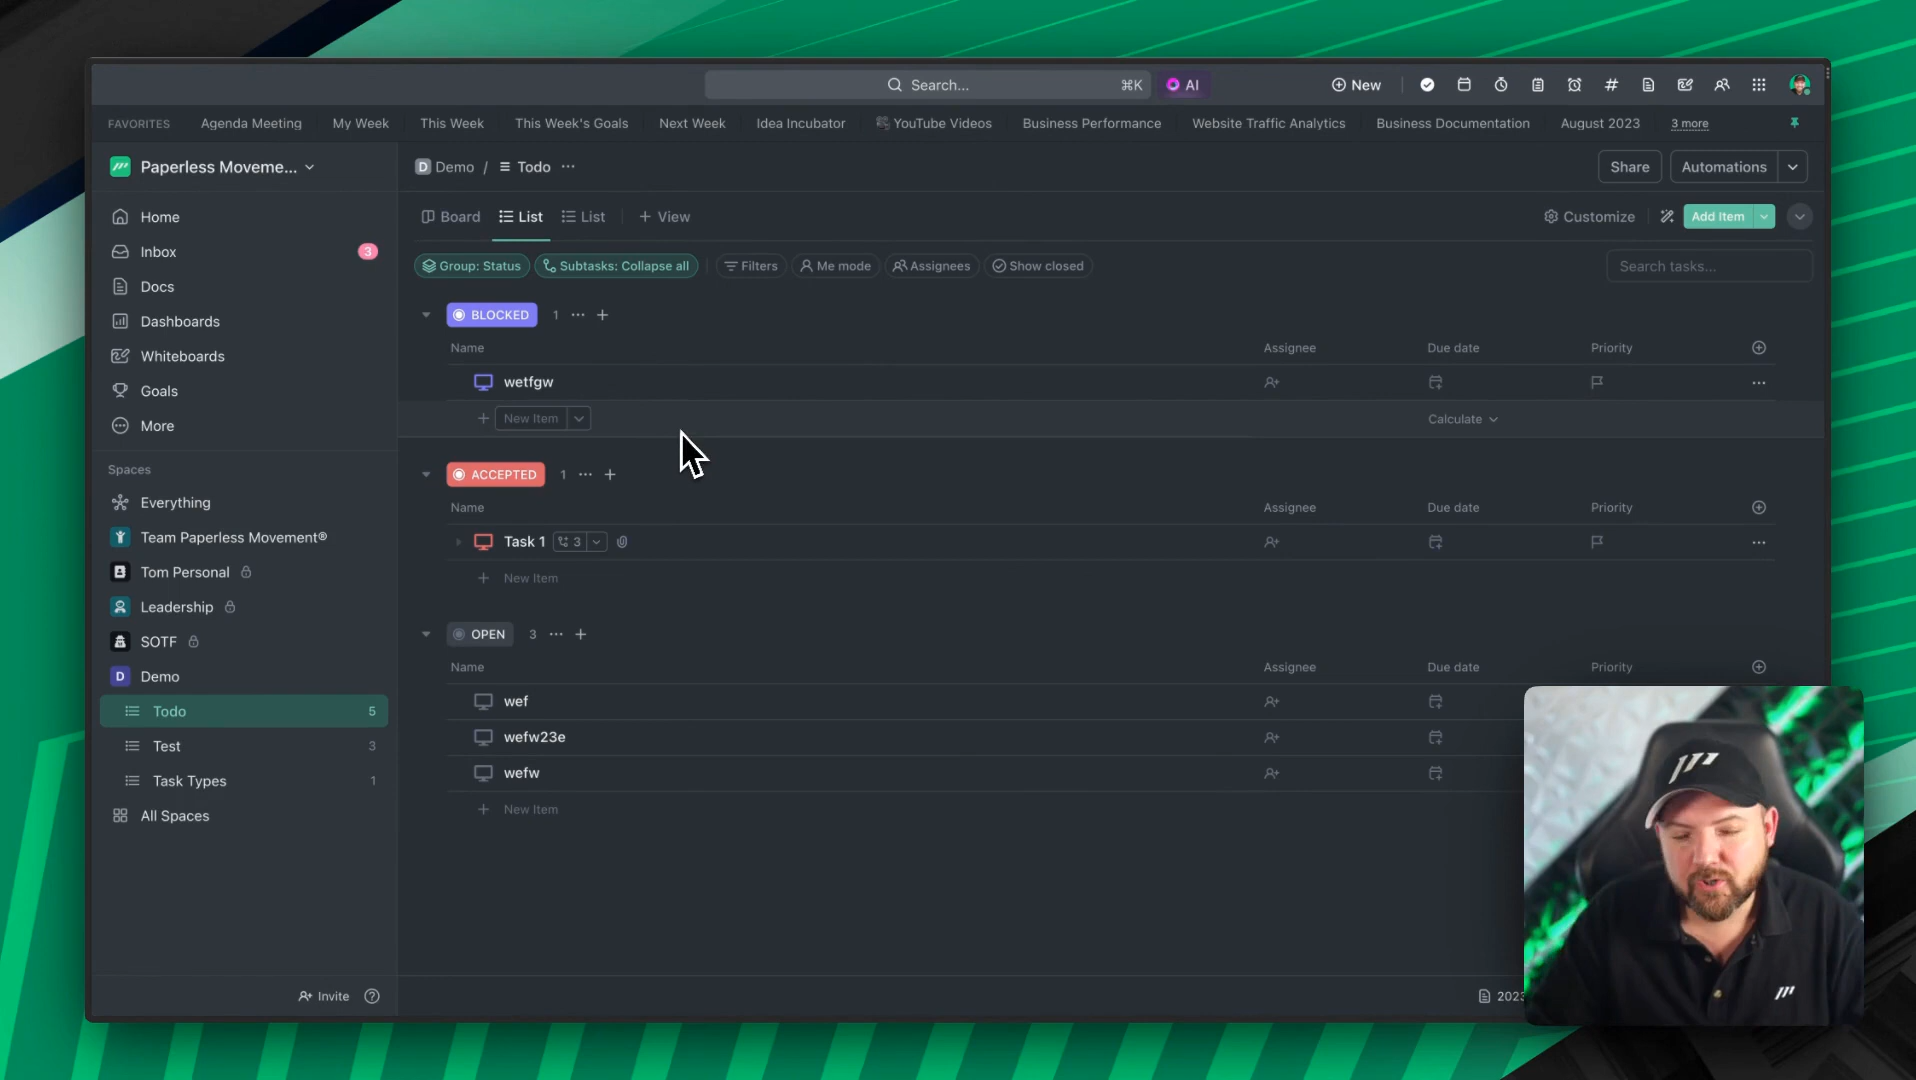 Search... ⌘K AI New
FAVORITES Agenda Meeting My Week This Week This Week's Goals Next Week Idea Incubator YouTube Videos Business Performance Website Traffic Analytics Business Documentation August 2023 3 more
Paperless Moveme...
Demo / Todo ...
Share Automations
Home
Inbox 3
Docs
Dashboards
Whiteboards
Goals
More
Spaces
Everything
Team Paperless Movement®
Tom Personal
Leadership
SOTF
D Demo
Todo 5
Test 3
Task Types 1
All Spaces
Invite
Board List List + View
Customize Add Item
Group: Status Subtasks: Collapse all Filters Me mode Assignees Show closed Search tasks...
BLOCKED 1 ... +
Name Assignee Due date Priority
wetfgw
+ New Item Calculate
ACCEPTED 1 ... +
Name Assignee Due date Priority
Task 1 3
+ New Item
OPEN 3 ... +
Name Assignee Due date Priority
wef
wefw23e
wefw
+ New Item
2023